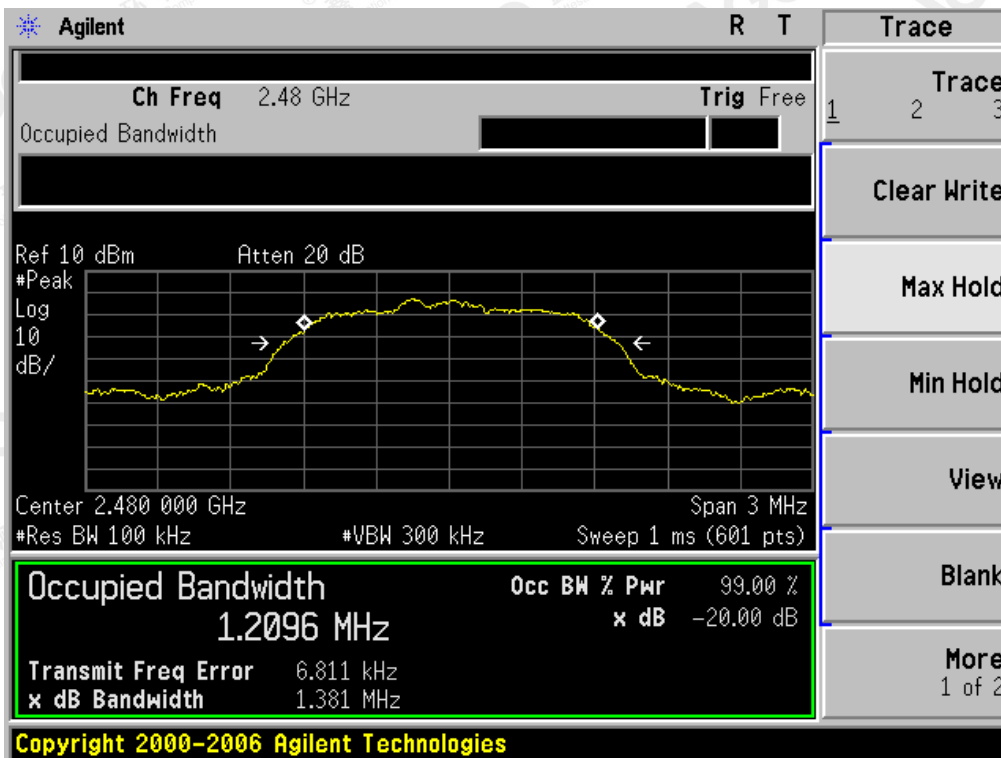 Agilent R T
Ch Freq 2.48 GHz Trig Free
Occupied Bandwidth
Ref 10 dBm Atten 20 dB
#Peak
Log
10
dB/
Center 2.480 000 GHz Span 3 MHz
#Res BW 100 kHz #VBW 300 kHz Sweep 1 ms (601 pts)
Occupied Bandwidth
1.2096 MHz
Occ BW % Pwr 99.00 %
x dB -20.00 dB
Transmit Freq Error 6.811 kHz
x dB Bandwidth 1.381 MHz
Copyright 2000-2006 Agilent Technologies
Trace
Trace
1 2 3
Clear Write
Max Hold
Min Hold
View
Blank
More
1 of 2